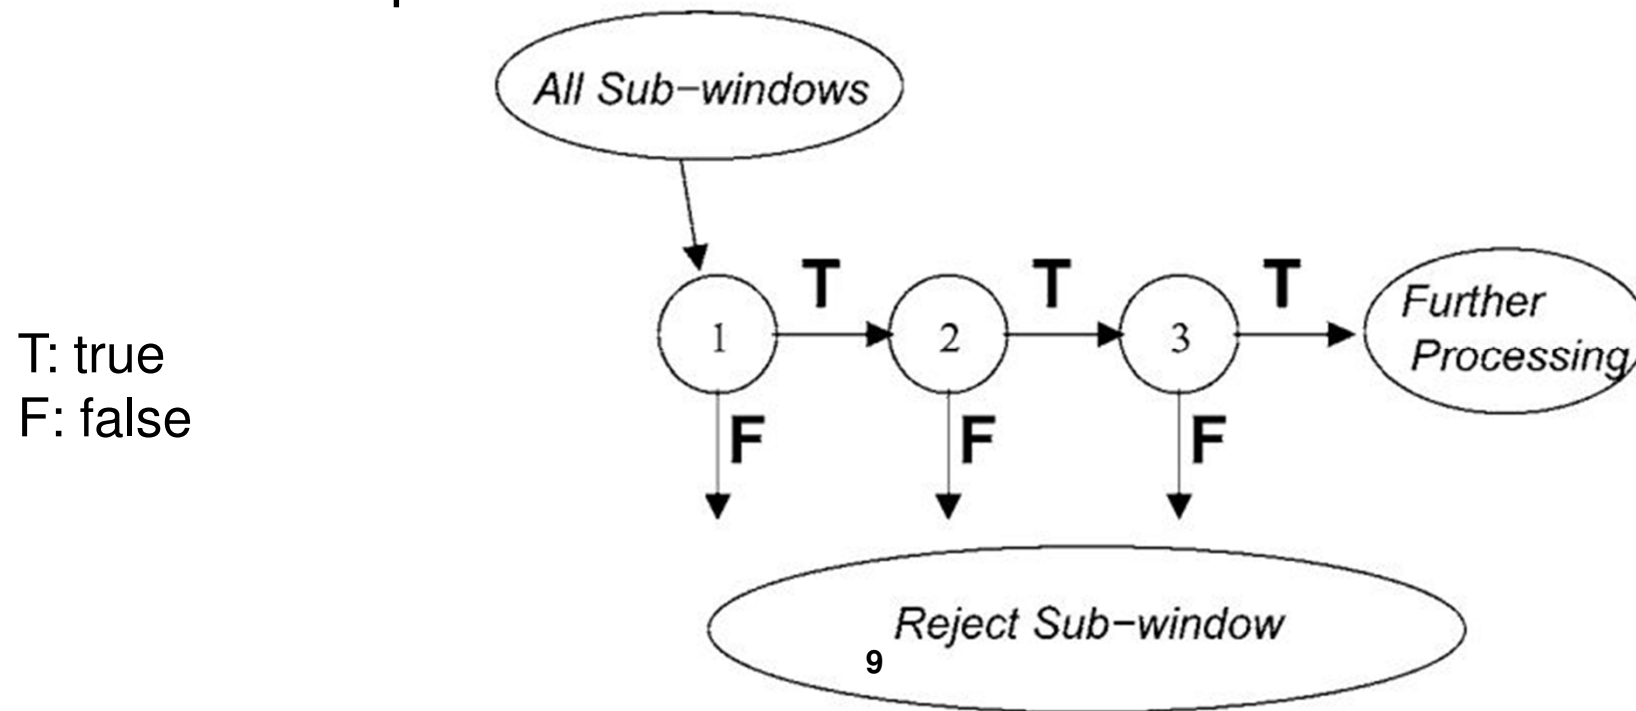 All Sub−windows
T T T
1 2 3
Further
Processing
T: true
F: false
F F F
Reject Sub−window
9